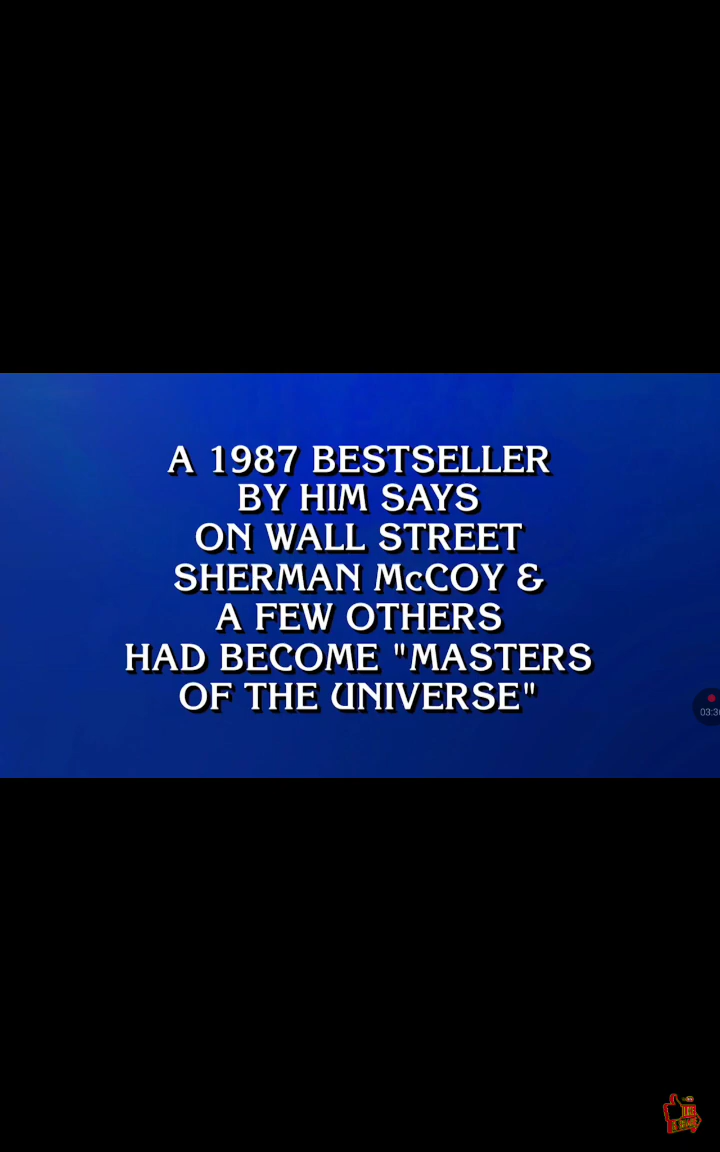 A 1987 BESTSELLER
BY HIM SAYS
ON WALL STREET
SHERMAN McCOY &
A FEW OTHERS
HAD BECOME "MASTERS
OF THE UNIVERSE"